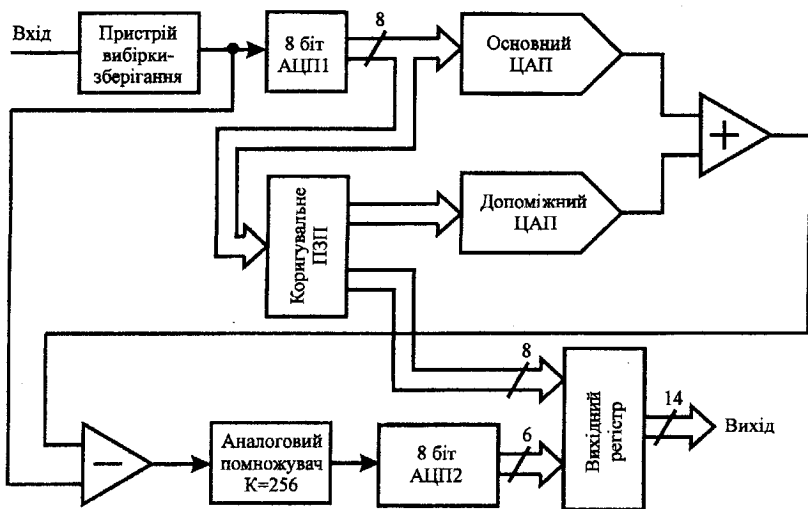 Вхід
Пристрій
вибірки-
зберігання
8 біт
АЦП1
8
Основний
ЦАП
+
Коригувальне
ПЗП
Допоміжний
ЦАП
8
Вихідний
регістр
14
Вихід
−
Аналоговий
помножувач
К=256
8 біт
АЦП2
6